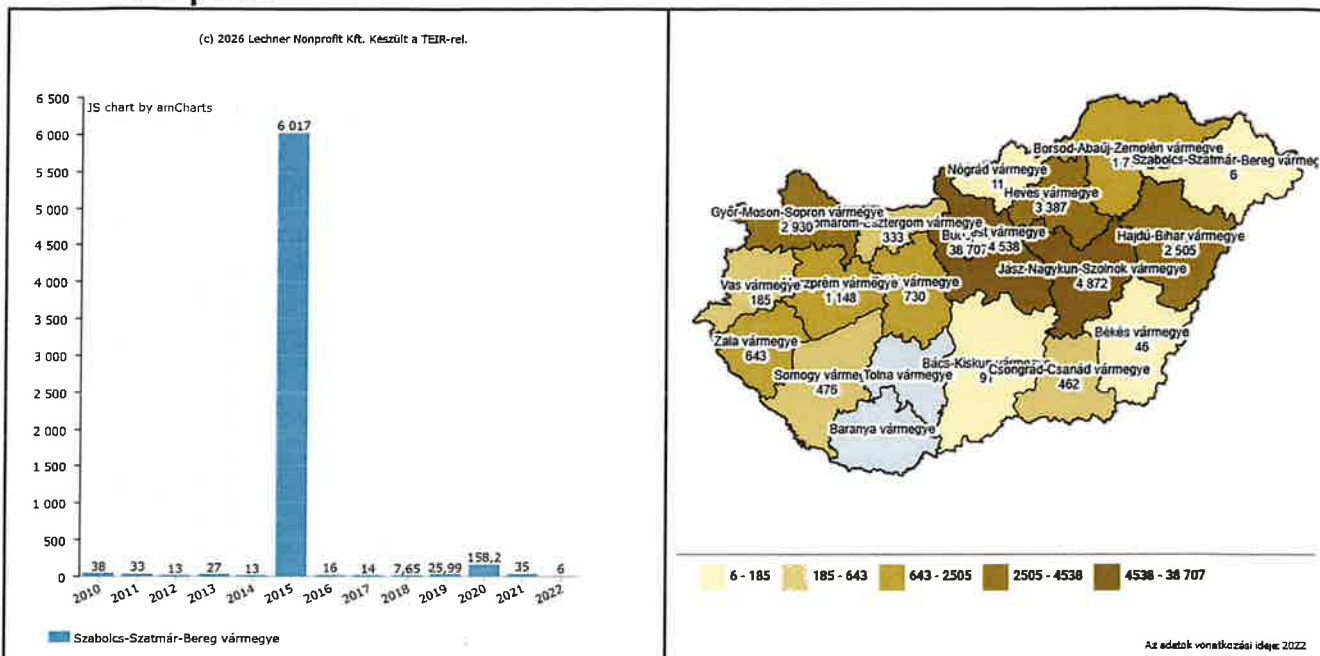 (c) 2026 Lechner Nonprofit Kft. Készült a TEIR-rel.
JS chart by amCharts
6 500
6 000
5 500
5 000
4 500
4 000
3 500
3 000
2 500
2 000
1 500
1 000
500
0
38
33
13
27
13
6 017
16
14
7,65
25,99
158,2
35
6
2010
2011
2012
2013
2014
2015
2016
2017
2018
2019
2020
2021
2022
Szabolcs-Szatmár-Bereg vármegye
Borsod-Abaúj-Zemplén vármegye
Szabolcs-Szatmár-Bereg vármeg
6
Nógrád vármegye
11
Heves vármegye
3 387
Győr-Moson-Sopron vármegye
2 930
vármegye
333
38 707
4 538
vármegye
Hajdú-Bihar vármegye
2 505
Jász-Nagykun-Szolnok vármegye
4 872
Vas vármegye
185
vármegye
1 148
vármegye
730
Zala vármegye
643
Békés vármegye
46
Somogy
476
Tolna vármegye
Bács-Kiskun
Csongrád-Csanád vármegye
462
Baranya vármegye
6 - 185
185 - 643
643 - 2505
2505 - 4538
4538 - 38 707
Az adatok vonatkozási ideje: 2022